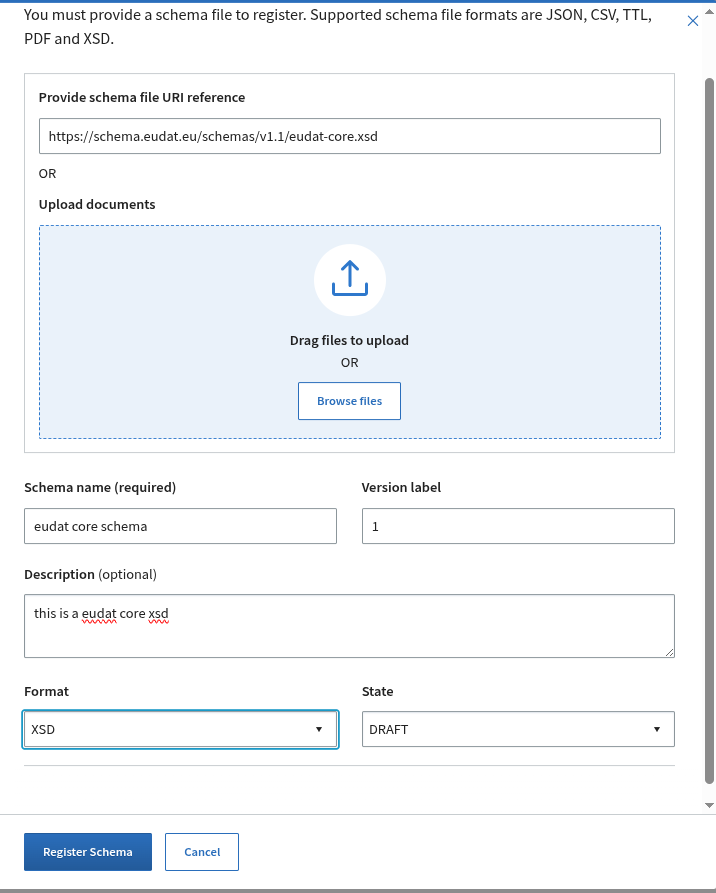 You must provide a schema file to register. Supported schema file formats are JSON, CSV, TTL,
PDF and XSD.
Provide schema file URI reference
https://schema.eudat.eu/schemas/v1.1/eudat-core.xsd
OR
Upload documents
Drag files to upload
OR
Browse files
Schema name (required)
Version label
eudat core schema
1
Description (optional)
this is a eudat core xsd
Format
State
XSD
DRAFT
Register Schema
Cancel